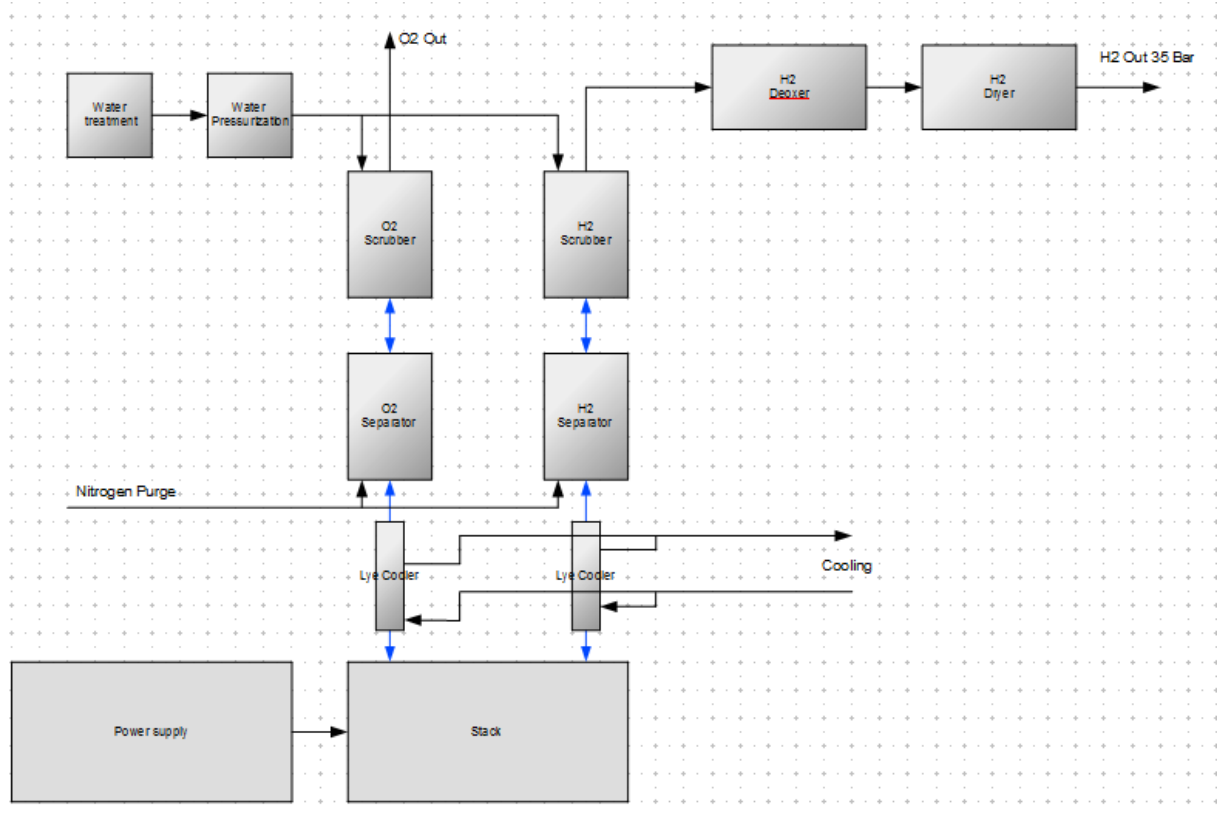 O2 Out
H2 Out 35 Bar
Water
treatment
Water
Pressurization
H2
Deoxer
H2
Dryer
O2
Scrubber
H2
Scrubber
O2
Separator
H2
Separator
Nitrogen Purge
Lye Cooler
Lye Cooler
Cooling
Power supply
Stack